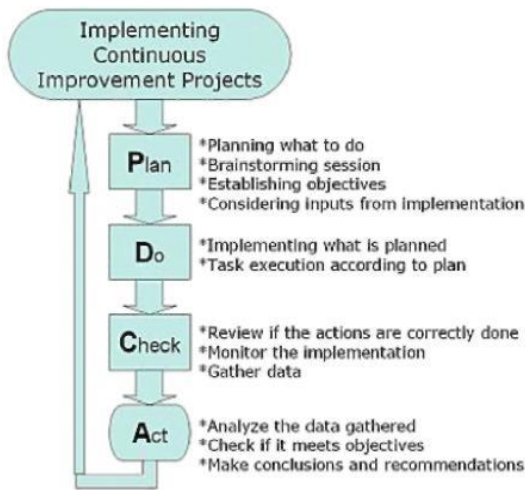 Implementing
Continuous
Improvement Projects
Plan
*Planning what to do
*Brainstorming session
*Establishing objectives
*Considering inputs from implementation
Do
*Implementing what is planned
*Task execution according to plan
Check
*Review if the actions are correctly done
*Monitor the implementation
*Gather data
Act
*Analyze the data gathered
*Check if it meets objectives
*Make conclusions and recommendations